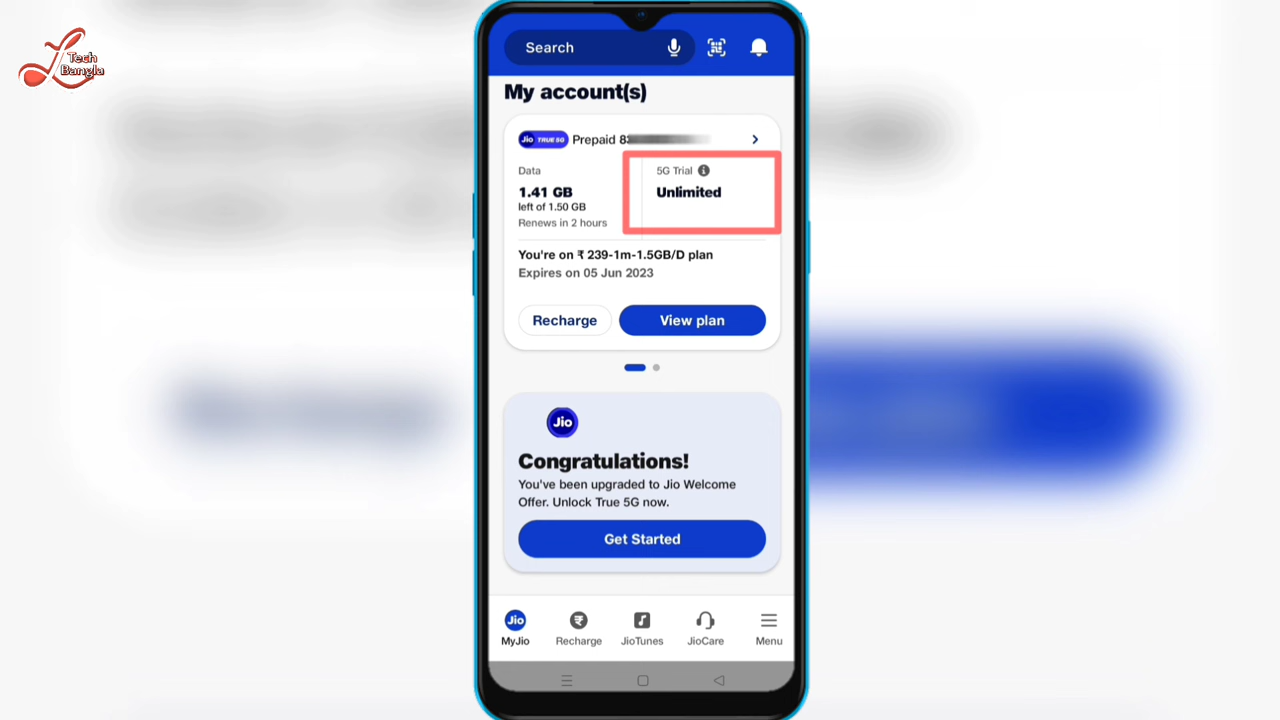 Tech
Bangla
Search
My account(s)
Jio TRUE 5G Prepaid 8
Data
1.41 GB
left of 1.50 GB
Renews in 2 hours
5G Trial
Unlimited
You're on ₹ 239-1m-1.5GB/D plan
Expires on 05 Jun 2023
Recharge
View plan
Jio
Congratulations!
You've been upgraded to Jio Welcome
Offer. Unlock True 5G now.
Get Started
Jio
MyJio
Recharge
JioTunes
JioCare
Menu